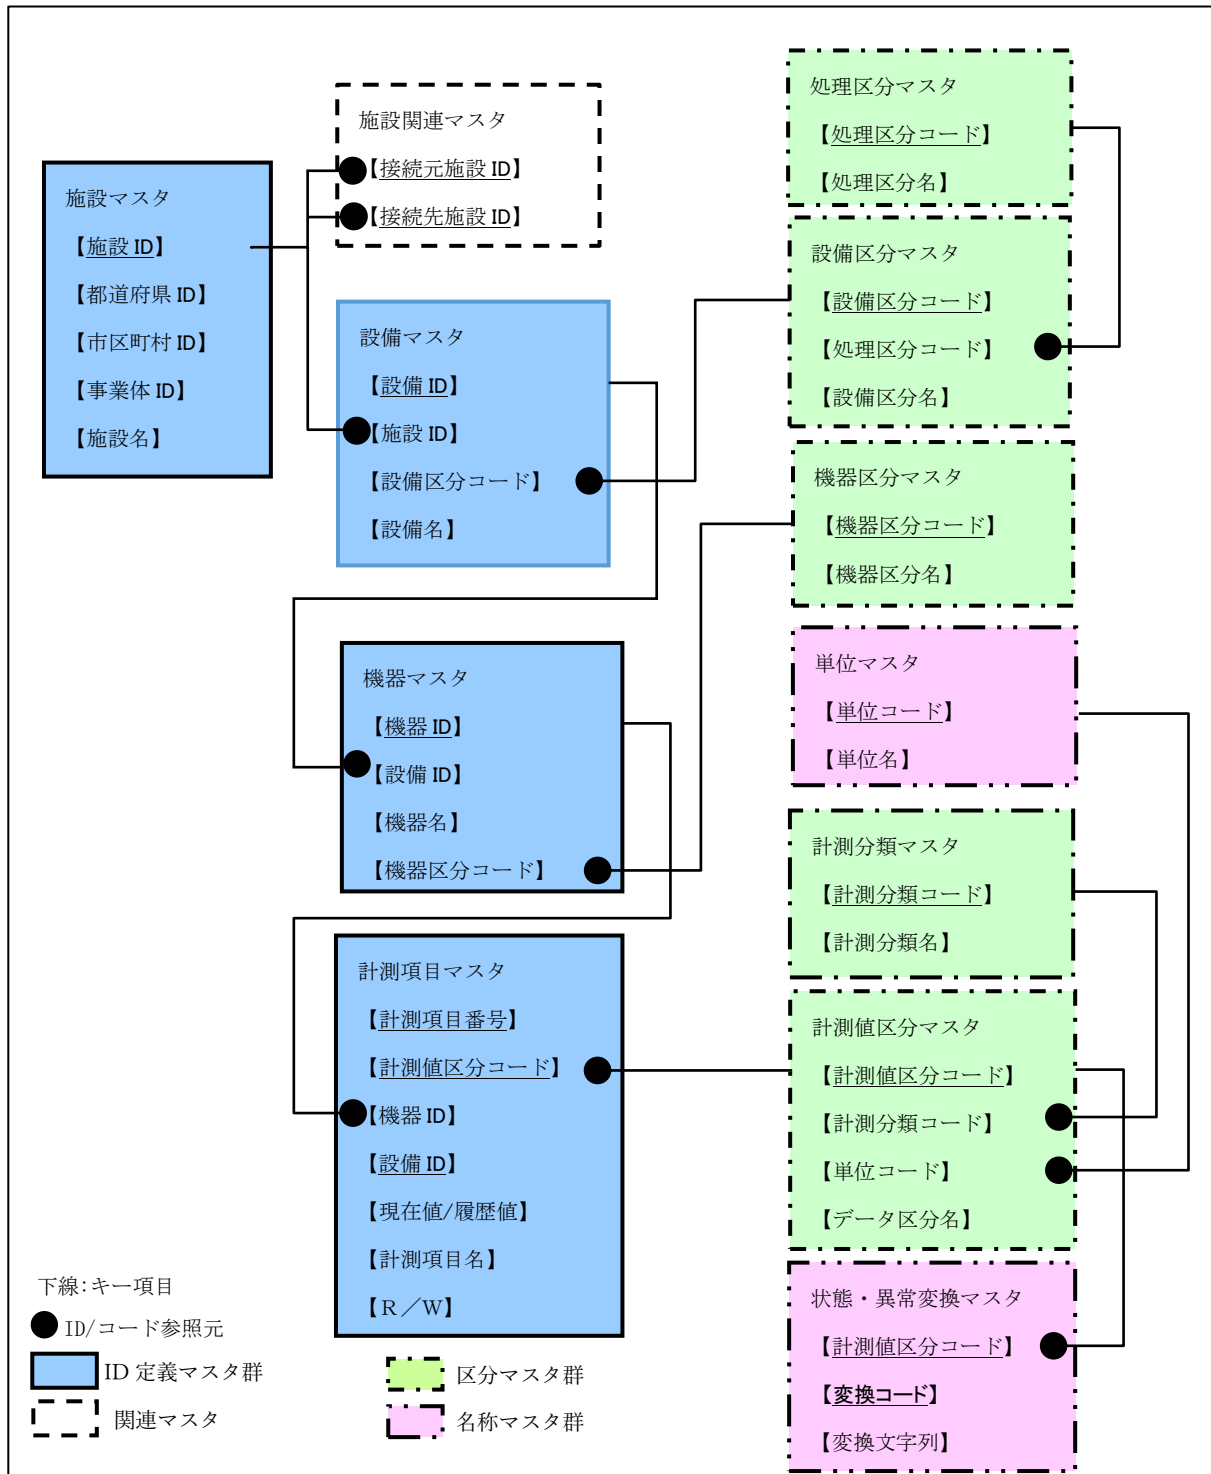 施設マスタ
【施設 ID】
【都道府県 ID】
【市区町村 ID】
【事業体 ID】
【施設名】
施設関連マスタ
【接続元施設 ID】
【接続先施設 ID】
設備マスタ
【設備 ID】
【施設 ID】
【設備区分コード】
【設備名】
機器マスタ
【機器 ID】
【設備 ID】
【機器名】
【機器区分コード】
計測項目マスタ
【計測項目番号】
【計測値区分コード】
【機器 ID】
【設備 ID】
【現在値/履歴値】
【計測項目名】
【R/W】
処理区分マスタ
【処理区分コード】
【処理区分名】
設備区分マスタ
【設備区分コード】
【処理区分コード】
【設備区分名】
機器区分マスタ
【機器区分コード】
【機器区分名】
単位マスタ
【単位コード】
【単位名】
計測分類マスタ
【計測分類コード】
【計測分類名】
計測値区分マスタ
【計測値区分コード】
【計測分類コード】
【単位コード】
【データ区分名】
状態・異常変換マスタ
【計測値区分コード】
【変換コード】
【変換文字列】
下線:キー項目
ID/コード参照元
ID 定義マスタ群
関連マスタ
区分マスタ群
名称マスタ群